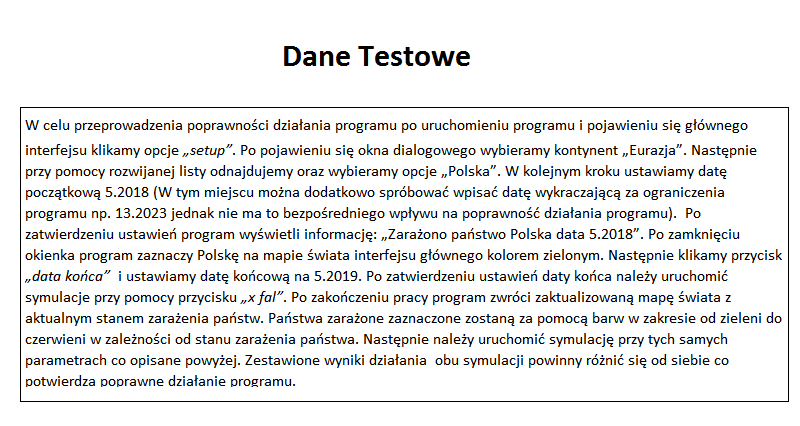 Dane Testowe
W celu przeprowadzenia poprawności działania programu po uruchomieniu programu i pojawieniu się głównego
interfejsu klikamy opcje „setup”. Po pojawieniu się okna dialogowego wybieramy kontynent „Eurazja”. Następnie
przy pomocy rozwijanej listy odnajdujemy oraz wybieramy opcje „Polska”. W kolejnym kroku ustawiamy datę
początkową 5.2018 (W tym miejscu można dodatkowo spróbować wpisać datę wykraczającą za ograniczenia
programu np. 13.2023 jednak nie ma to bezpośredniego wpływu na poprawność działania programu). Po
zatwierdzeniu ustawień program wyświetli informację: „Zarażono państwo Polska data 5.2018”. Po zamknięciu
okienka program zaznaczy Polskę na mapie świata interfejsu głównego kolorem zielonym. Następnie klikamy przycisk
„data końca” i ustawiamy datę końcową na 5.2019. Po zatwierdzeniu ustawień daty końca należy uruchomić
symulacje przy pomocy przycisku „x fal”. Po zakończeniu pracy program zwróci zaktualizowaną mapę świata z
aktualnym stanem zarażenia państw. Państwa zarażone zaznaczone zostaną za pomocą barw w zakresie od zieleni do
czerwieni w zależności od stanu zarażenia państwa. Następnie należy uruchomić symulację przy tych samych
parametrach co opisane powyżej. Zestawione wyniki działania obu symulacji powinny różnić się od siebie co
potwierdza poprawne działanie programu.